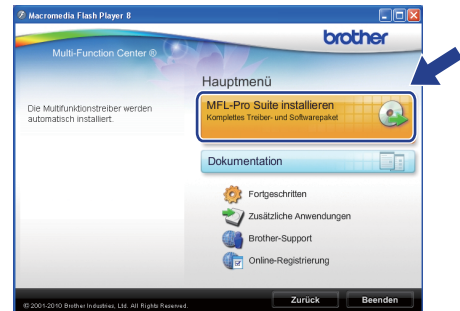 Macromedia Flash Player 8
brother
Multi-Function Center ®
Hauptmenü
Die Multifunktionstreiber werden
automatisch installiert.
MFL-Pro Suite installieren
Komplettes Treiber- und Softwarepaket
Dokumentation
Fortgeschritten
Zusätzliche Anwendungen
Brother-Support
Online-Registrierung
© 2001-2010 Brother Industries, Ltd. All Rights Reserved.
Zurück
Beenden